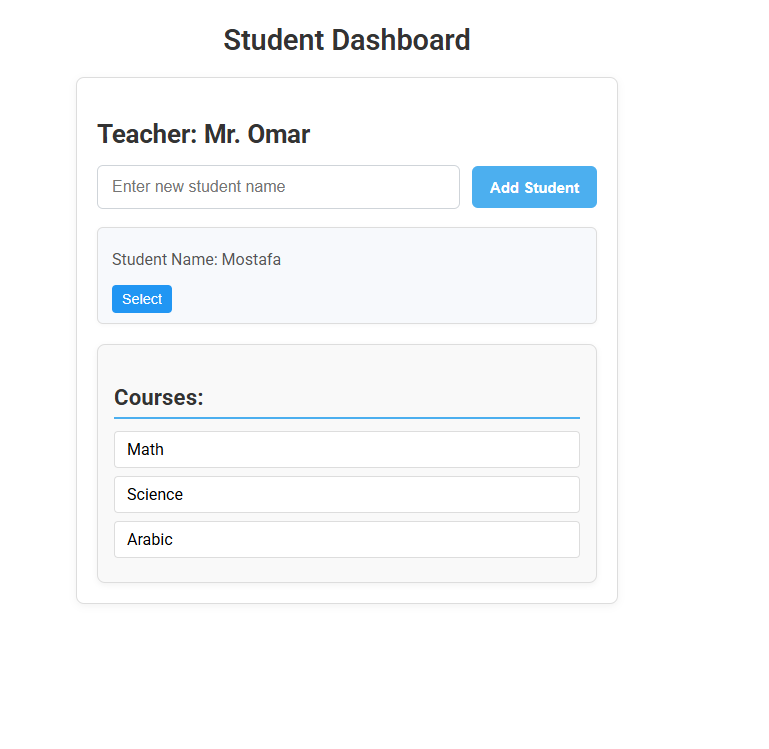 Student Dashboard
Teacher: Mr. Omar
Enter new student name
Add Student
Student Name: Mostafa
Select
Courses:
Math
Science
Arabic